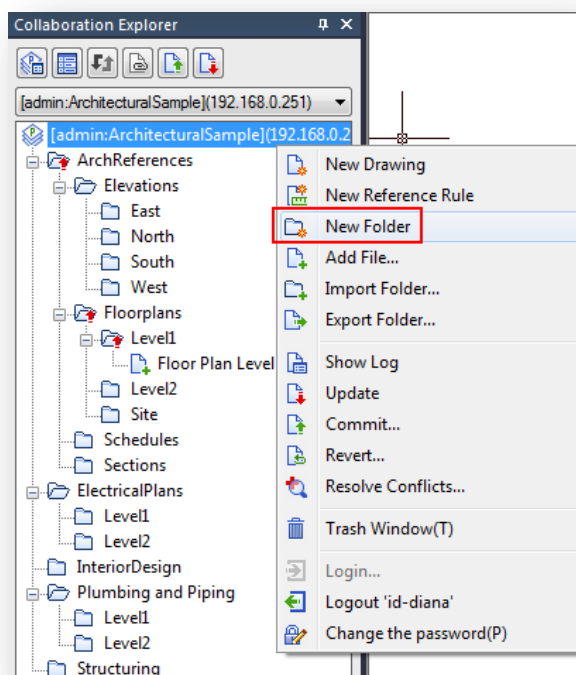 Collaboration Explorer
[admin:ArchitecturalSample](192.168.0.251)
[admin:ArchitecturalSample](192.168.0.2
ArchReferences
Elevations
East
North
South
West
Floorplans
Level1
Floor Plan Level
Level2
Site
Schedules
Sections
ElectricalPlans
Level1
Level2
InteriorDesign
Plumbing and Piping
Level1
Level2
Structuring
New Drawing
New Reference Rule
New Folder
Add File...
Import Folder...
Export Folder...
Show Log
Update
Commit...
Revert...
Resolve Conflicts...
Trash Window(T)
Login...
Logout 'id-diana'
Change the password(P)